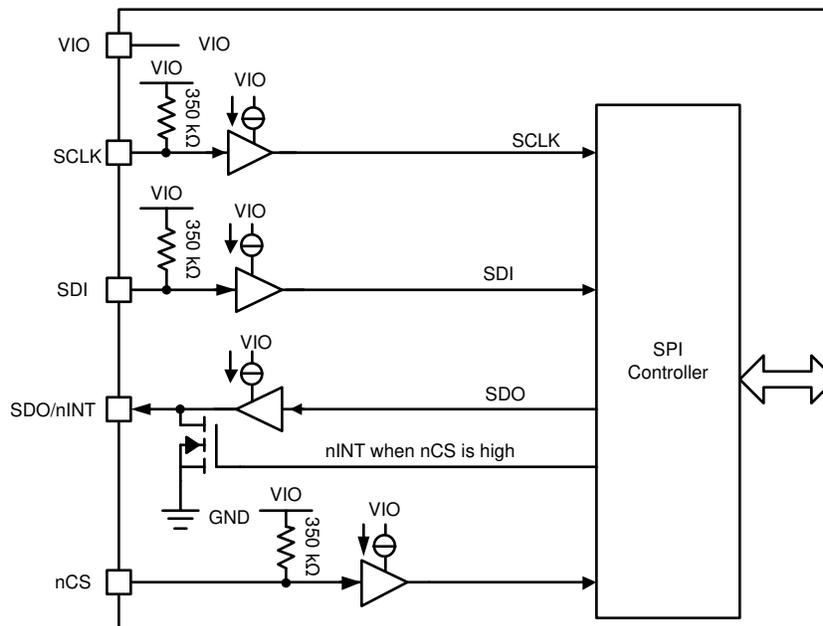 VIO
VIO
VIO
350 kΩ
VIO
SCLK
SCLK
VIO
350 kΩ
VIO
SDI
SDI
SPI
Controller
VIO
SDO/nINT
SDO
nINT when nCS is high
GND
VIO
350 kΩ
VIO
nCS